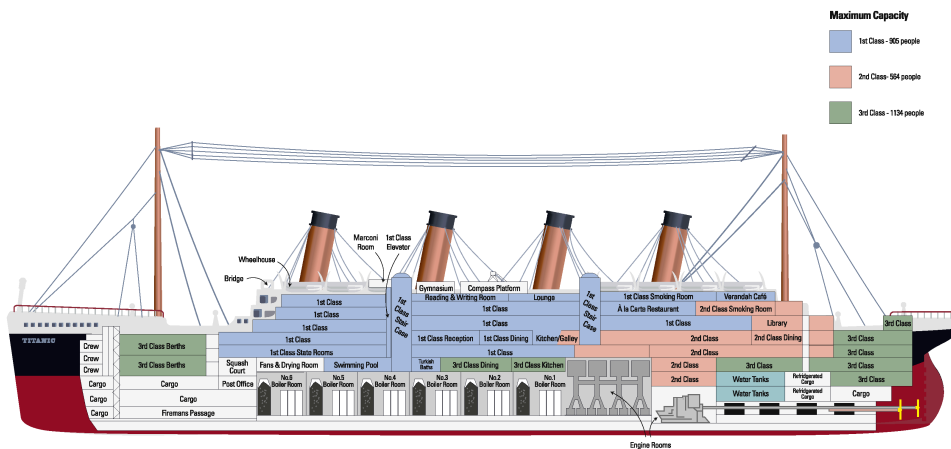 Maximum Capacity
1st Class - 905 people
2nd Class- 564 people
3rd Class - 1134 people
Marconi
Room
1st Class
Elevator
Wheelhouse
Bridge
Gymnasium
Compass Platform
1st Class
Reading & Writing Room
Lounge
1st Class Smoking Room
Verandah Café
1st Class
1st Class
À la Carte Restaurant
2nd Class Smoking Room
1st Class Stair Case
1st Class Stair Case
TITANIC
1st Class
1st Class
1st Class
Library
3rd Class
Crew
3rd Class Berths
1st Class
1st Class Reception
1st Class Dining
Kitchen/Galley
2nd Class
2nd Class Dining
3rd Class
Crew
1st Class State Rooms
1st Class
2nd Class
3rd Class
Crew
3rd Class Berths
Squash
Court
Fans & Drying Room
Swimming Pool
Turkish
Baths
3rd Class Dining
3rd Class Kitchen
2nd Class
3rd Class
3rd Class
Cargo
Cargo
Post Office
No.6
Boiler Room
No.5
Boiler Room
No.4
Boiler Room
No.3
Boiler Room
No.2
Boiler Room
No.1
Boiler Room
2nd Class
Water Tanks
Refridgerated
Cargo
3rd Class
Cargo
Cargo
Water Tanks
Refridgerated
Cargo
Cargo
Cargo
Firemans Passage
Engine Rooms